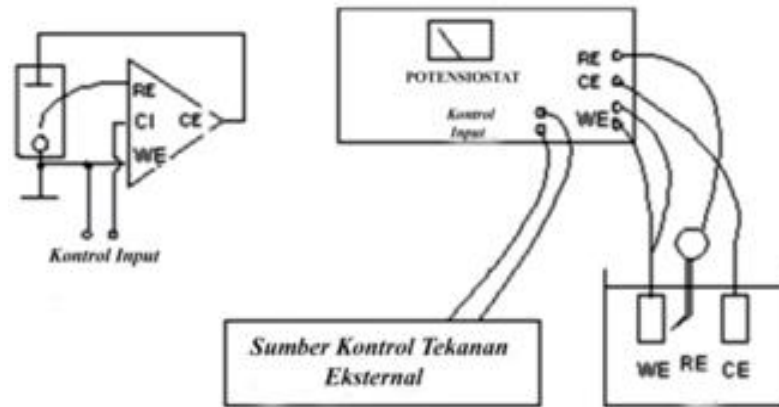 RE
CI
CE
WE
Kontrol Input
POTENSIOSTAT
RE
CE
Kontrol
Input
WE
Sumber Kontrol Tekanan
Eksternal
WE RE CE